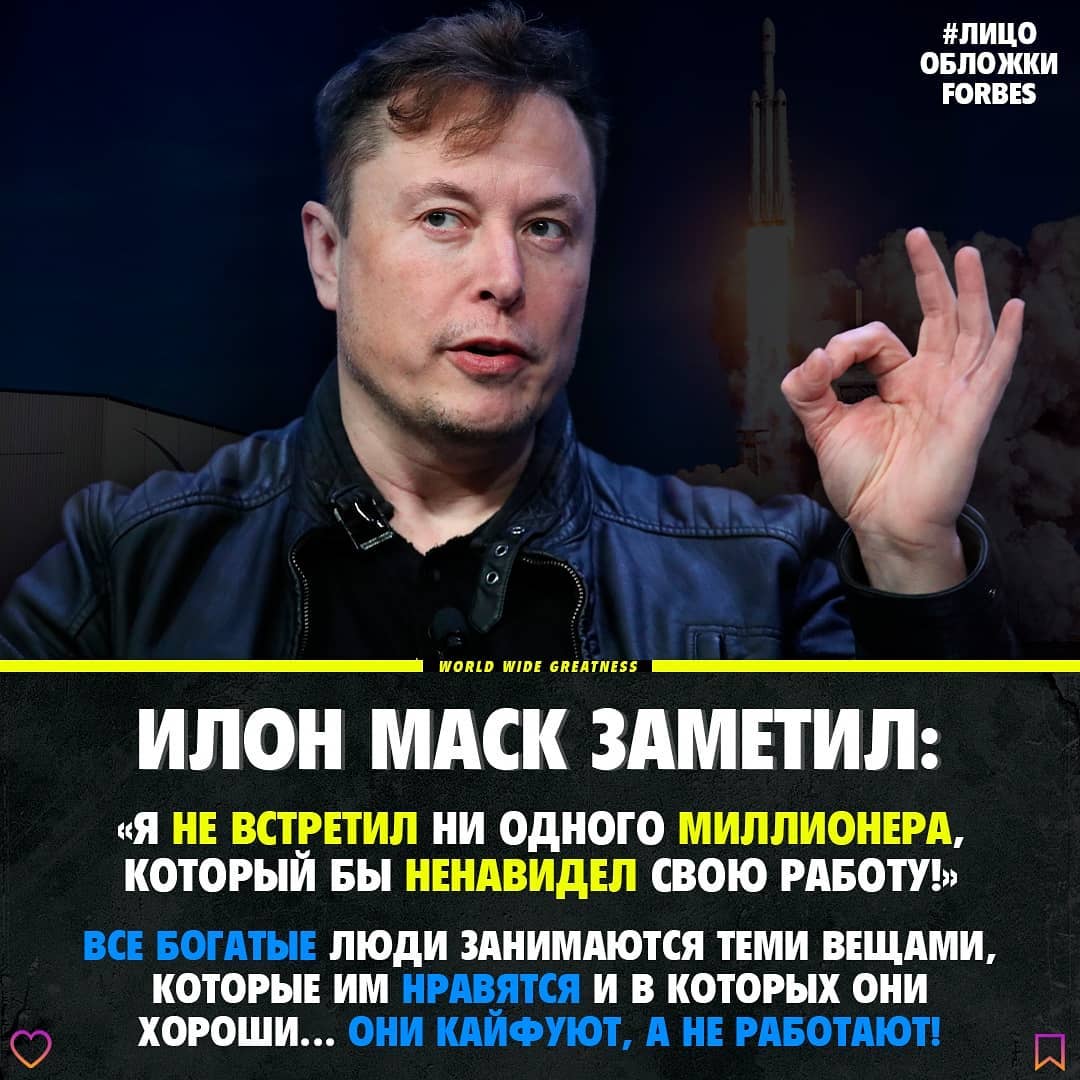 #ЛИЦО
ОБЛОЖКИ
FORBES
WORLD WIDE GREATNESS
ИЛОН МАСК ЗАМЕТИЛ:
«Я НЕ ВСТРЕТИЛ НИ ОДНОГО МИЛЛИОНЕРА,
КОТОРЫЙ БЫ НЕНАВИДЕЛ СВОЮ РАБОТУ!»
ВСЕ БОГАТЫЕ ЛЮДИ ЗАНИМАЮТСЯ ТЕМИ ВЕЩАМИ,
КОТОРЫЕ ИМ НРАВЯТСЯ И В КОТОРЫХ ОНИ
ХОРОШИ... ОНИ КАЙФУЮТ, А НЕ РАБОТАЮТ!